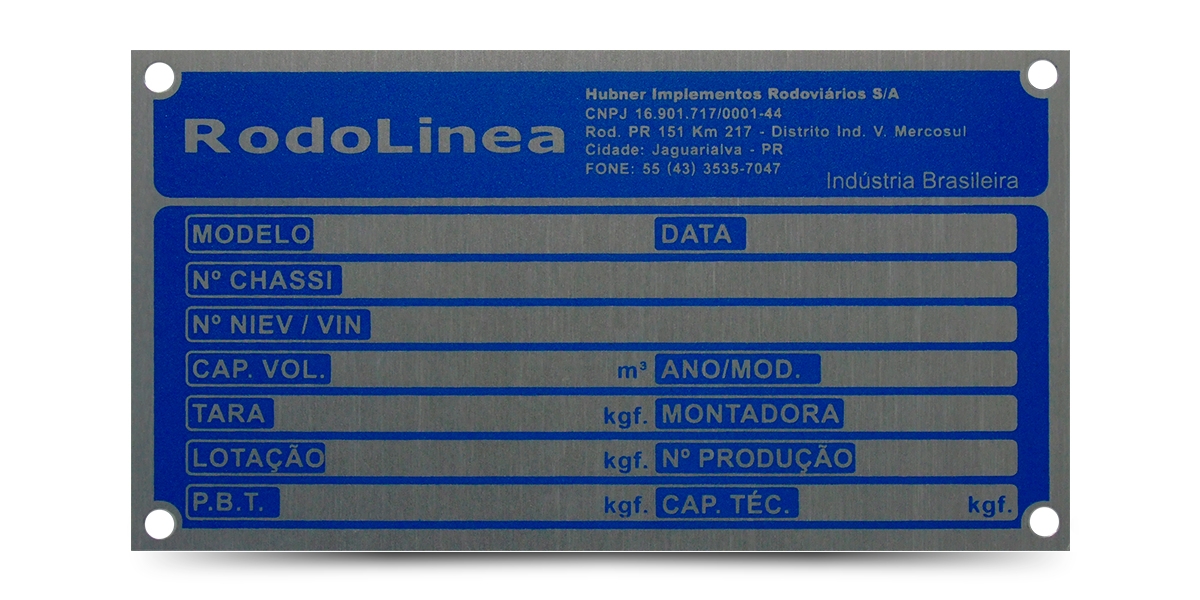 RodoLinea
Hubner Implementos Rodoviários S/A
CNPJ 16.901.717/0001-44
Rod. PR 151 Km 217 - Distrito Ind. V. Mercosul
Cidade: Jaguarialva - PR
FONE: 55 (43) 3535-7047
Indústria Brasileira
MODELO DATA
Nº CHASSI
Nº NIEV / VIN
CAP. VOL. m³ ANO/MOD.
TARA kgf. MONTADORA
LOTAÇÃO kgf. Nº PRODUÇÃO
P.B.T. kgf. CAP. TÉC. kgf.